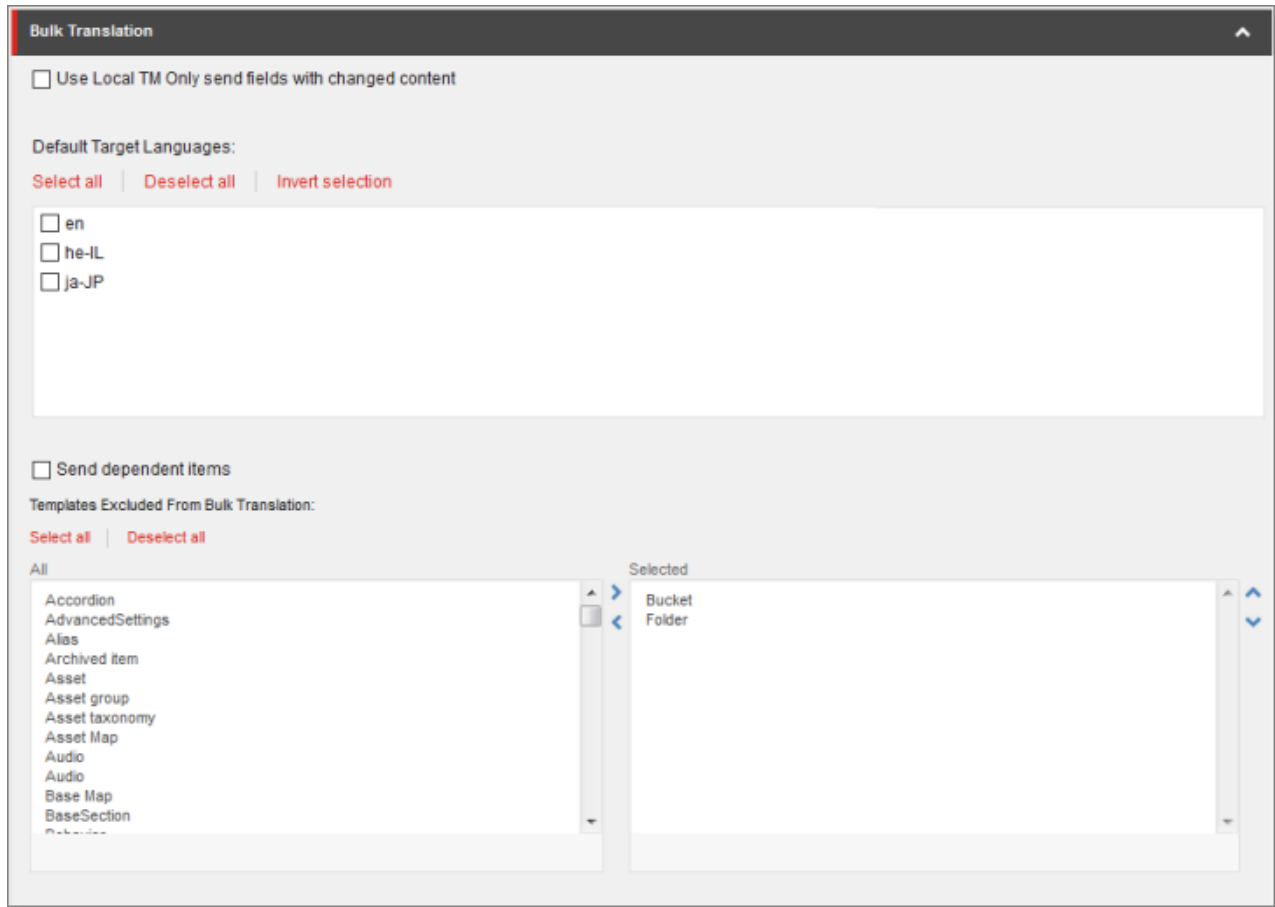 Bulk Translation
Use Local TM Only send fields with changed content
Default Target Languages:
Select all Deselect all Invert selection
en
he-IL
ja-JP
Send dependent items
Templates Excluded From Bulk Translation:
Select all Deselect all
All
Accordion
AdvancedSettings
Alias
Archived item
Asset
Asset group
Asset taxonomy
Asset Map
Audio
Audio
Base Map
BaseSection
Selected
Bucket
Folder